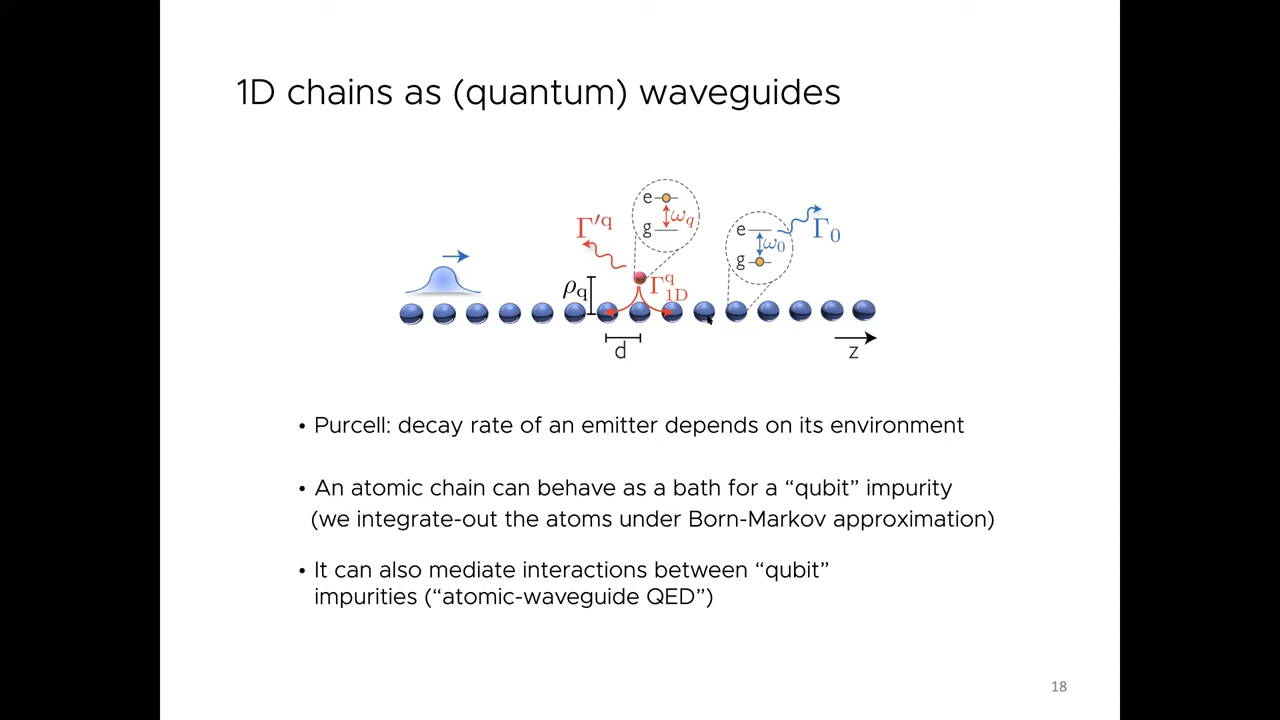 1D chains as (quantum) waveguides
e
g
ω_q
Γ'^q
e
g
ω_0
Γ_0
ρ_q
Γ^q_1D
d
z
• Purcell: decay rate of an emitter depends on its environment
• An atomic chain can behave as a bath for a “qubit” impurity
(we integrate-out the atoms under Born-Markov approximation)
• It can also mediate interactions between “qubit”
impurities (“atomic-waveguide QED”)
18